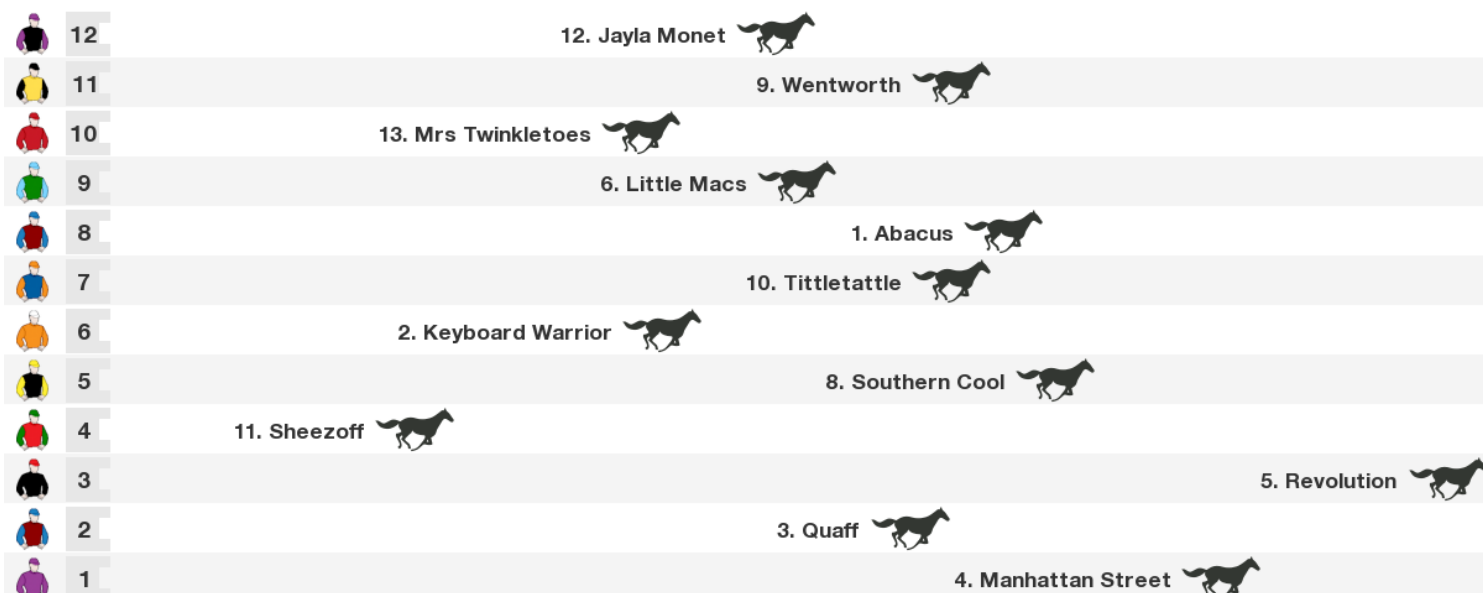 12 12. Jayla Monet
11 9. Wentworth
10 13. Mrs Twinkletoes
9 6. Little Macs
8 1. Abacus
7 10. Tittletattle
6 2. Keyboard Warrior
5 8. Southern Cool
4 11. Sheezoff
3 5. Revolution
2 3. Quaff
1 4. Manhattan Street